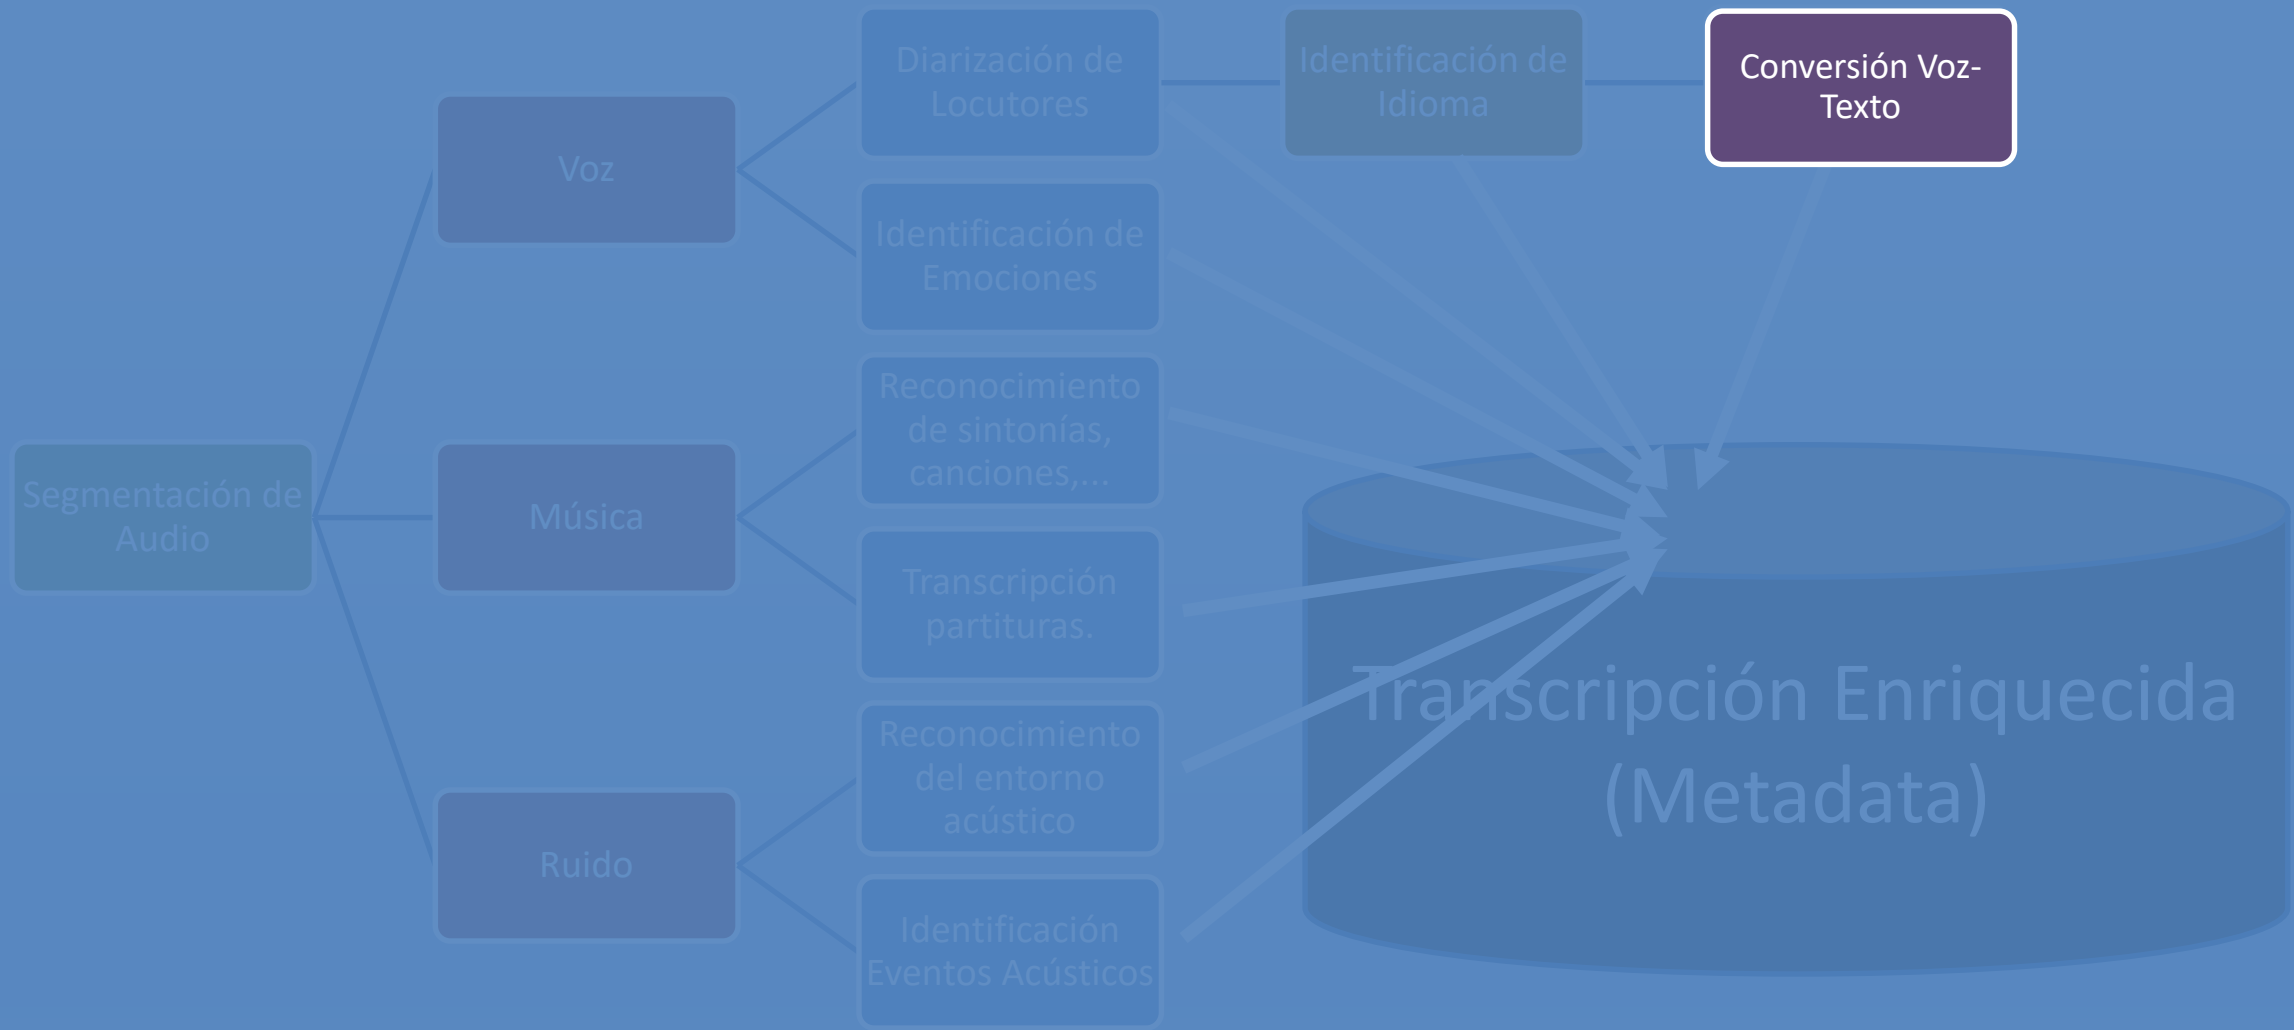 Segmentación de
Audio
Voz
Música
Ruido
Diarización de
Locutores
Identificación de
Emociones
Reconocimiento
de sintonías,
canciones,...
Transcripción
partituras.
Reconocimiento
del entorno
acústico
Identificación
Eventos Acústicos
Identificación de
Idioma
Conversión Voz-
Texto
Transcripción Enriquecida
(Metadata)